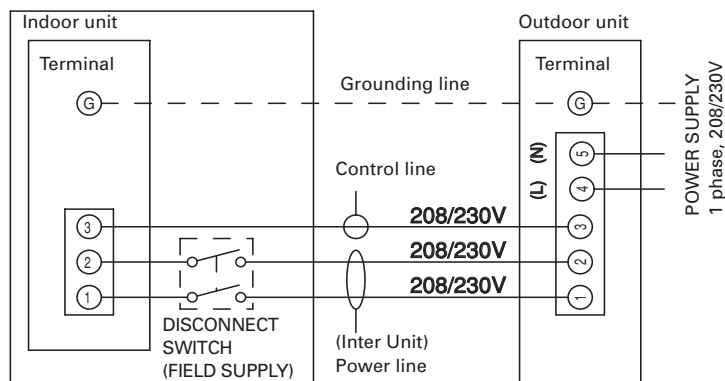 Indoor unit
Outdoor unit
Terminal
Terminal
G
Grounding line
G
POWER SUPPLY
1 phase, 208/230V
(N)
5
(L)
4
Control line
3
208/230V
3
2
208/230V
2
1
208/230V
1
DISCONNECT
SWITCH
(FIELD SUPPLY)
(Inter Unit)
Power line